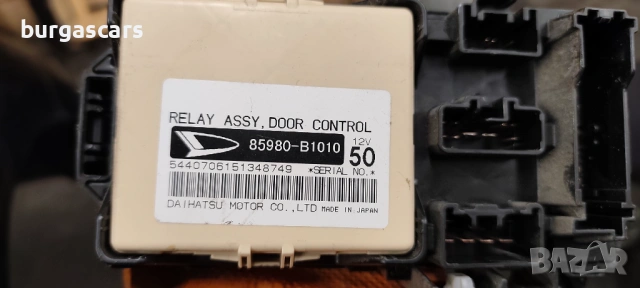 burgascars
RELAY ASSY, DOOR CONTROL
85980-B1010 12V 50
5440706151348749 *SERIAL NO.*
DAIHATSU MOTOR CO.,LTD MADE IN JAPAN
BAZAR